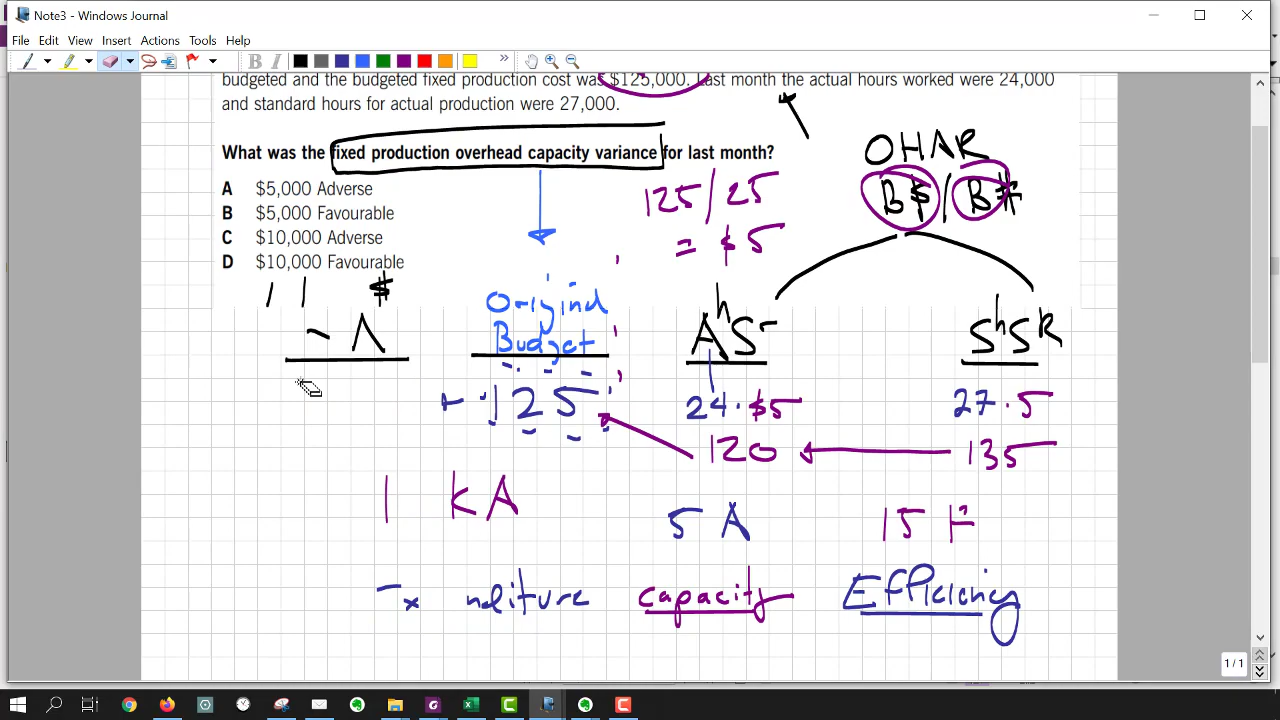 Note3 - Windows Journal
File Edit View Insert Actions Tools Help
B I
budgeted and the budgeted fixed production cost was $125,000. Last month the actual hours worked were 24,000
and standard hours for actual production were 27,000.
What was the fixed production overhead capacity variance for last month?
A $5,000 Adverse
B $5,000 Favourable
C $10,000 Adverse
D $10,000 Favourable
OHAR
B$ / B#
125/25
= $5
$
Original
Budget
AhSr
ShSR
125
24 · $5
27 · 5
120
135
kA
5 A
15 F
capacity
Efficiency
1/1